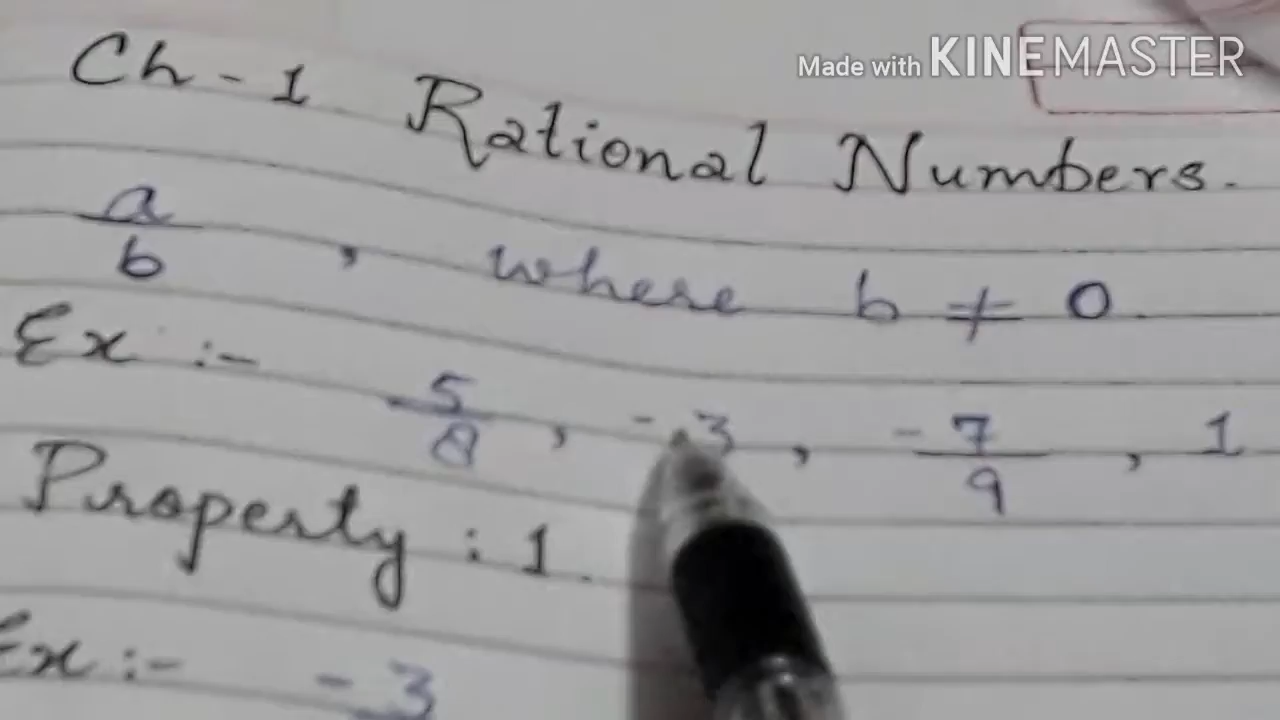 Made with KINEMASTER
Ch - 1 Rational Numbers.
a/b , where b ≠ 0
Ex :- 5/8 , -3 , -7/9 , 1
Property : 1.
Ex :- -3